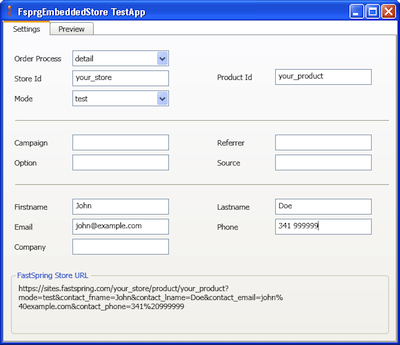 FsprgEmbeddedStore TestApp
Settings Preview
Order Process detail
Store Id your_store Product Id your_product
Mode test
Campaign Referrer
Option Source
Firstname John Lastname Doe
Email john@example.com Phone 341 999999
Company
FastSpring Store URL
https://sites.fastspring.com/your_store/product/your_product?
mode=test&contact_fname=John&contact_lname=Doe&contact_email=john%
40example.com&contact_phone=341%20999999